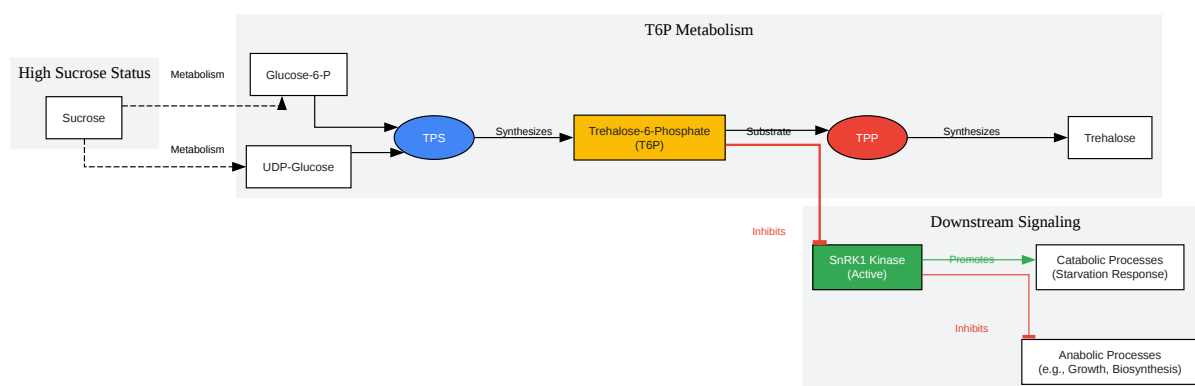 T6P Metabolism
High Sucrose Status
Metabolism
Glucose-6-P
Sucrose
Metabolism
UDP-Glucose
TPS
Synthesizes
Trehalose-6-Phosphate
(T6P)
Substrate
TPP
Synthesizes
Trehalose
Downstream Signaling
Inhibits
SnRK1 Kinase
(Active)
Promotes
Catabolic Processes
(Starvation Response)
Inhibits
Anabolic Processes
(e.g., Growth, Biosynthesis)